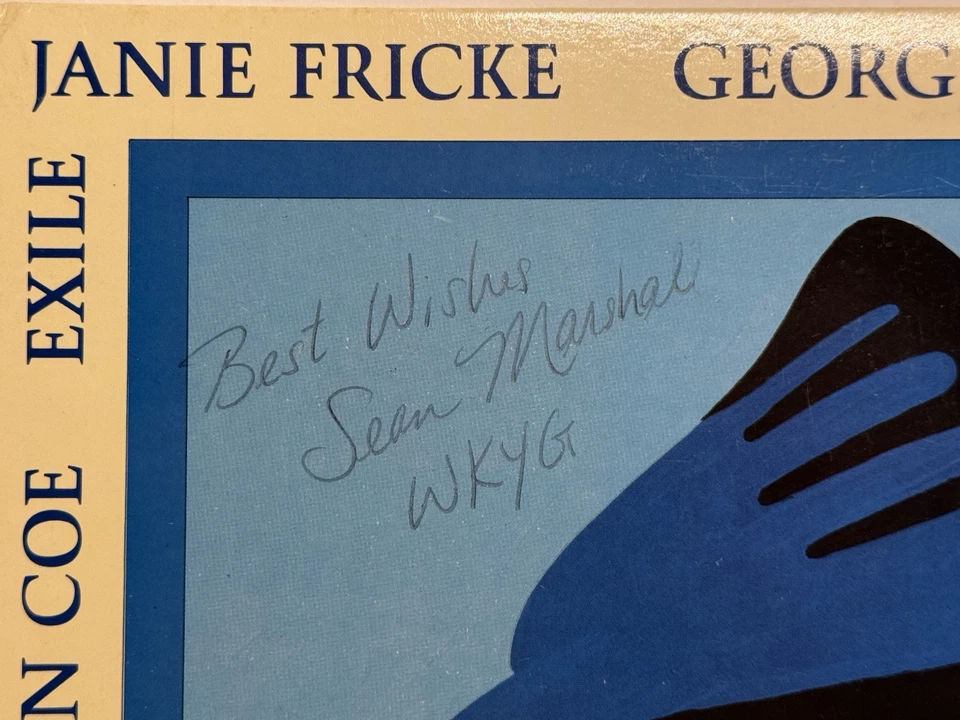 JANIE FRICKE GEORG
EXILE
N COE
Best Wishes
Sean Marshall
WKYG